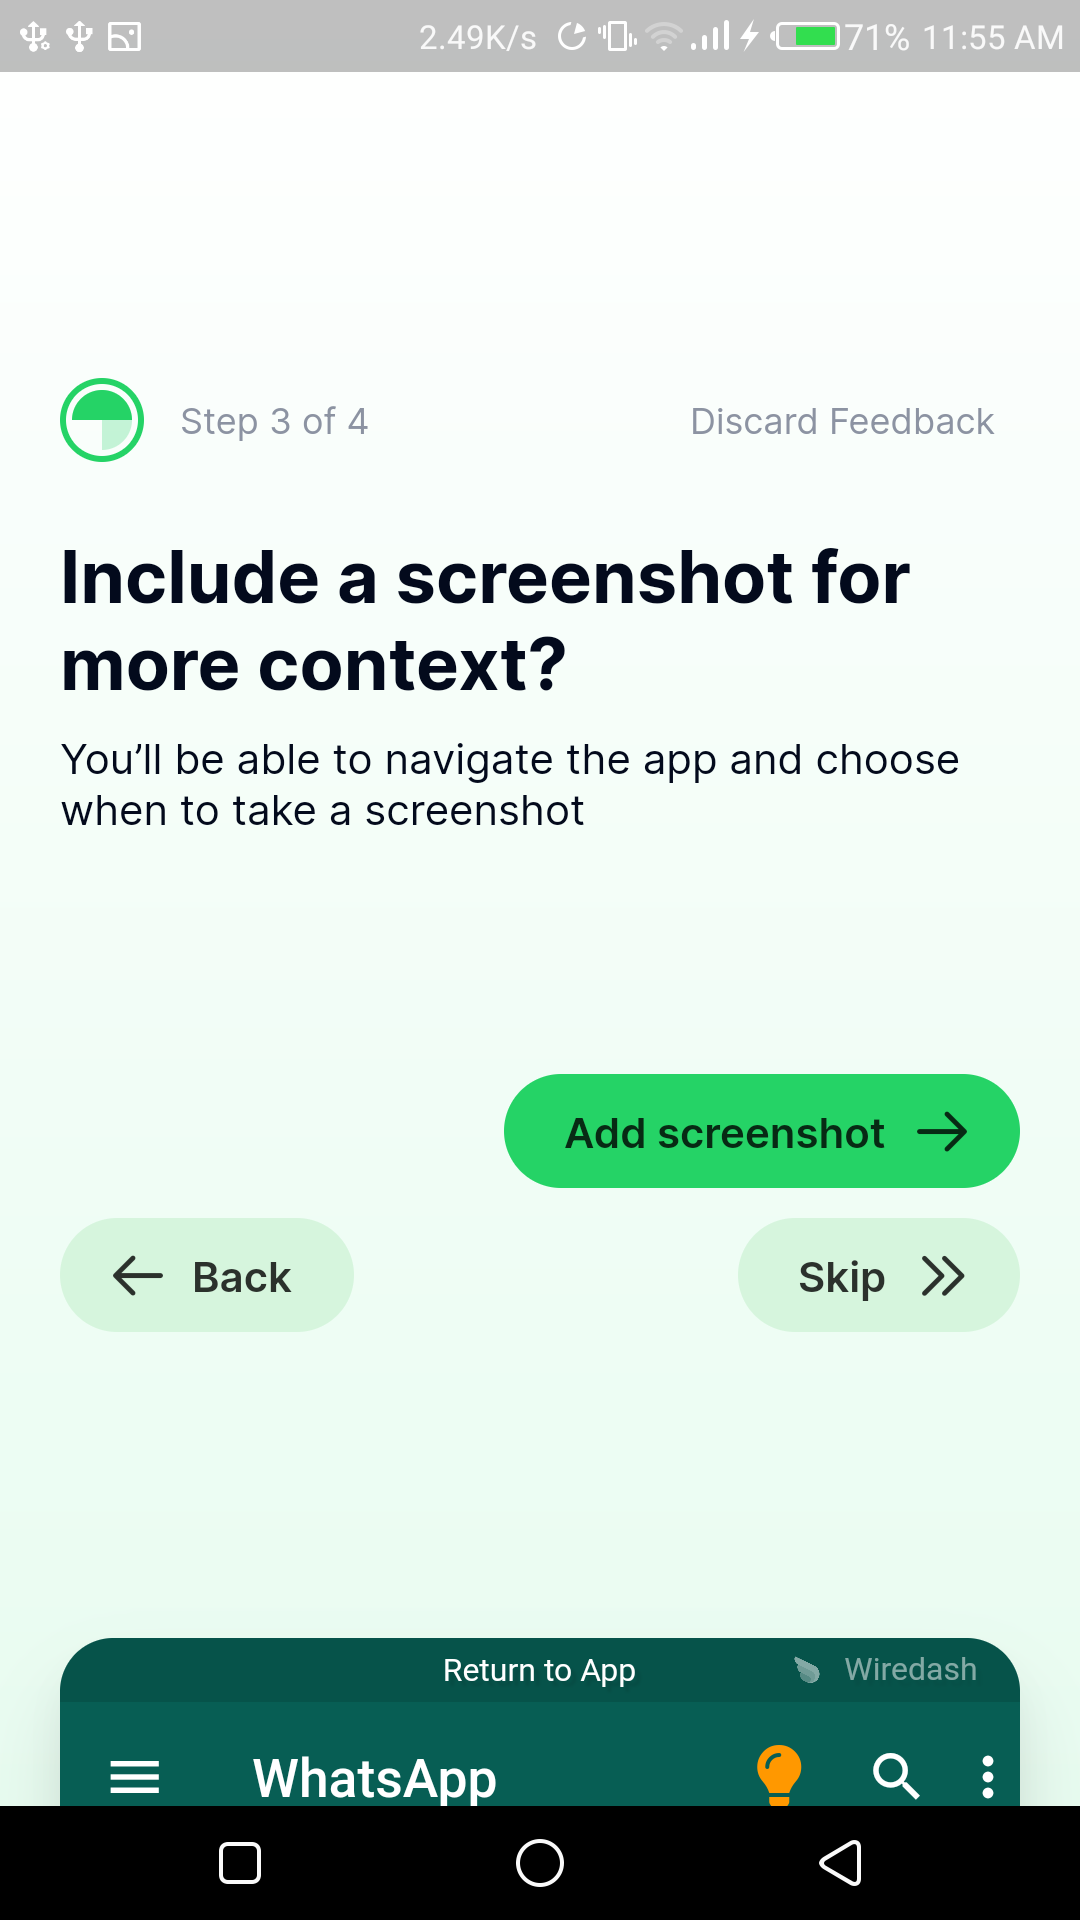 2.49K/s 71% 11:55 AM
Step 3 of 4 Discard Feedback
Include a screenshot for
more context?
You’ll be able to navigate the app and choose
when to take a screenshot
Add screenshot
Back Skip
Return to App Wiredash
WhatsApp